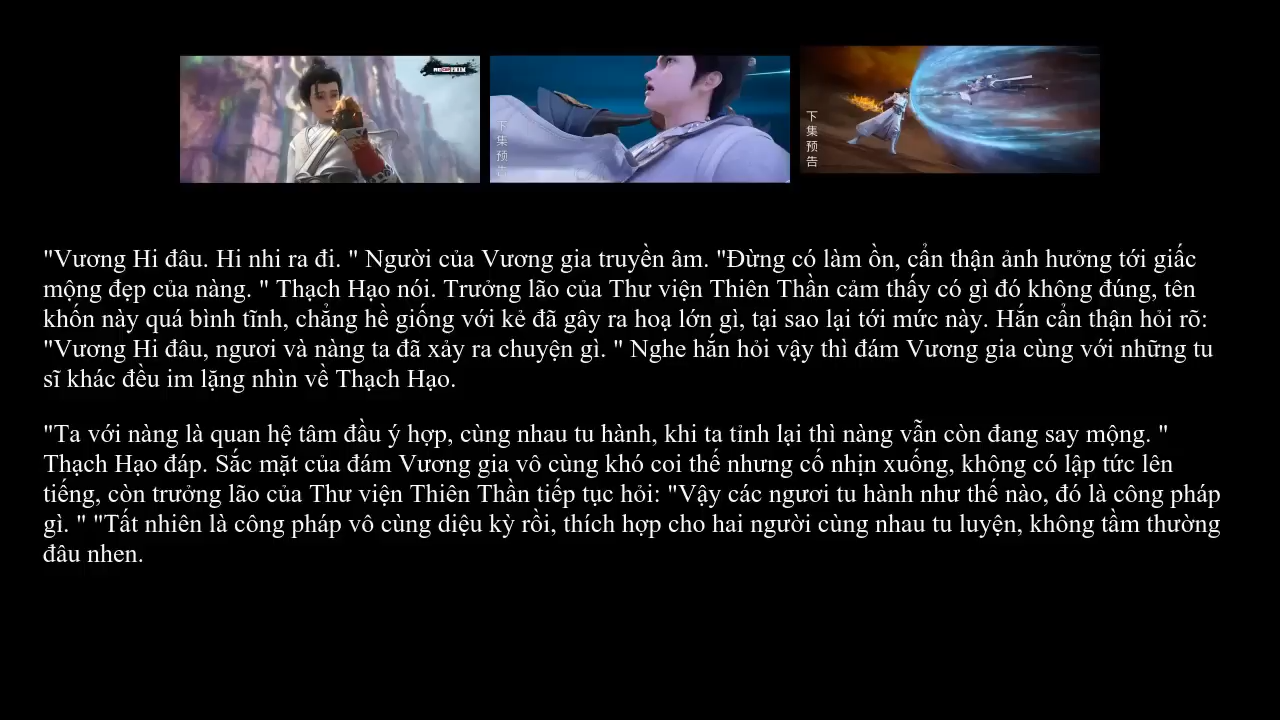 下集预告
下集预告
"Vương Hi đâu. Hi nhi ra đi. " Người của Vương gia truyền âm. "Đừng có làm ồn, cẩn thận ảnh hưởng tới giấc
mộng đẹp của nàng. " Thạch Hạo nói. Trưởng lão của Thư viện Thiên Thần cảm thấy có gì đó không đúng, tên
khốn này quá bình tĩnh, chẳng hề giống với kẻ đã gây ra hoạ lớn gì, tại sao lại tới mức này. Hắn cẩn thận hỏi rõ:
"Vương Hi đâu, ngươi và nàng ta đã xảy ra chuyện gì. " Nghe hắn hỏi vậy thì đám Vương gia cùng với những tu
sĩ khác đều im lặng nhìn về Thạch Hạo.
"Ta với nàng là quan hệ tâm đầu ý hợp, cùng nhau tu hành, khi ta tỉnh lại thì nàng vẫn còn đang say mộng. "
Thạch Hạo đáp. Sắc mặt của đám Vương gia vô cùng khó coi thế nhưng cố nhịn xuống, không có lập tức lên
tiếng, còn trưởng lão của Thư viện Thiên Thần tiếp tục hỏi: "Vậy các ngươi tu hành như thế nào, đó là công pháp
gì. " "Tất nhiên là công pháp vô cùng diệu kỳ rồi, thích hợp cho hai người cùng nhau tu luyện, không tầm thường
đâu nhen.